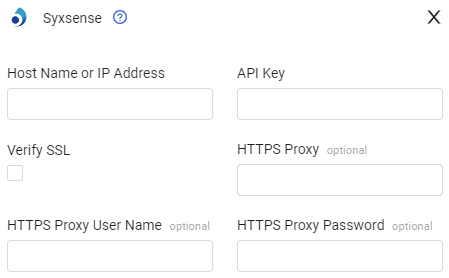 Syxsense ?
X
Host Name or IP Address
API Key
Verify SSL
HTTPS Proxy optional
HTTPS Proxy User Name optional
HTTPS Proxy Password optional